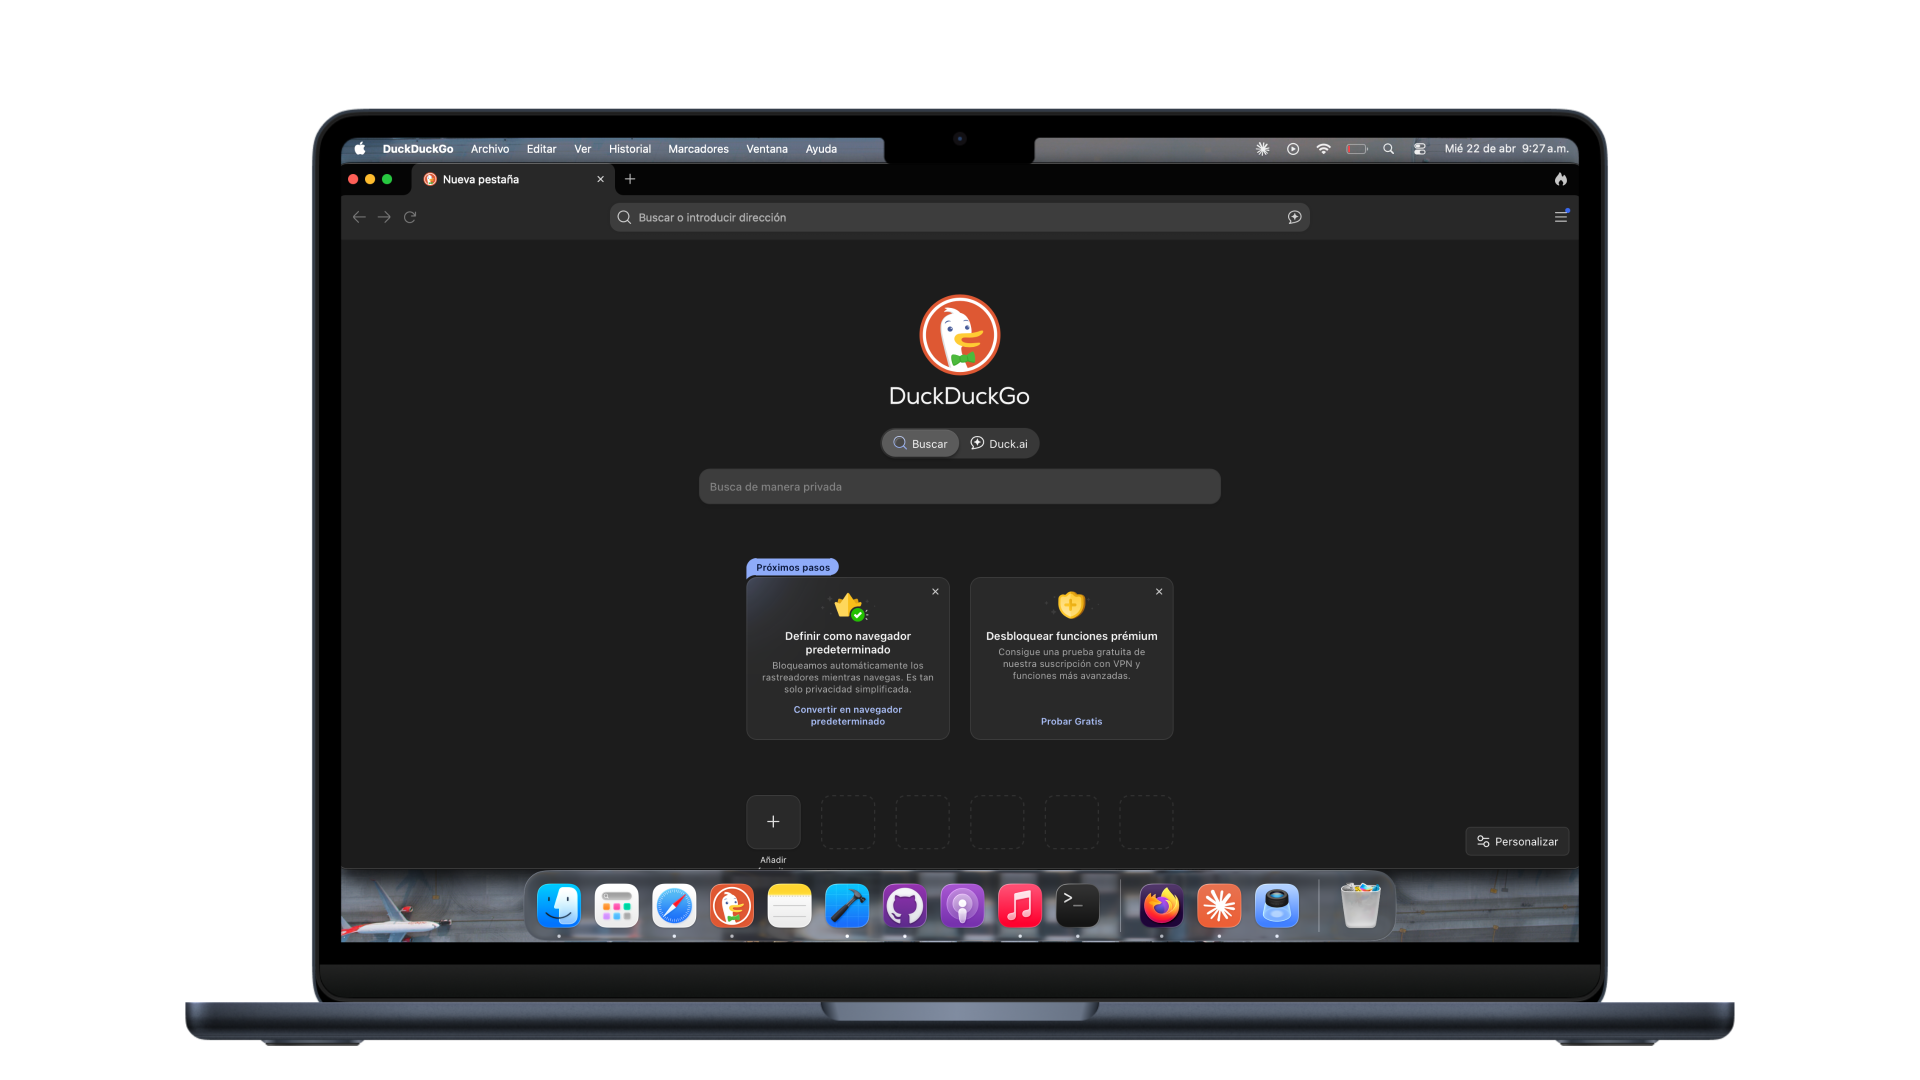 DuckDuckGo Archivo Editar Ver Historial Marcadores Ventana Ayuda
Mié 22 de abr 9:27 a.m.
Nueva pestaña
Buscar o introducir dirección
DuckDuckGo
Buscar
Duck.ai
Busca de manera privada
Próximos pasos
Definir como navegador
predeterminado
Bloqueamos automáticamente los
rastreadores mientras navegas. Es tan
solo privacidad simplificada.
Convertir en navegador
predeterminado
Desbloquear funciones prémium
Consigue una prueba gratuita de
nuestra suscripción con VPN y
funciones más avanzadas.
Probar Gratis
Añadir
Personalizar